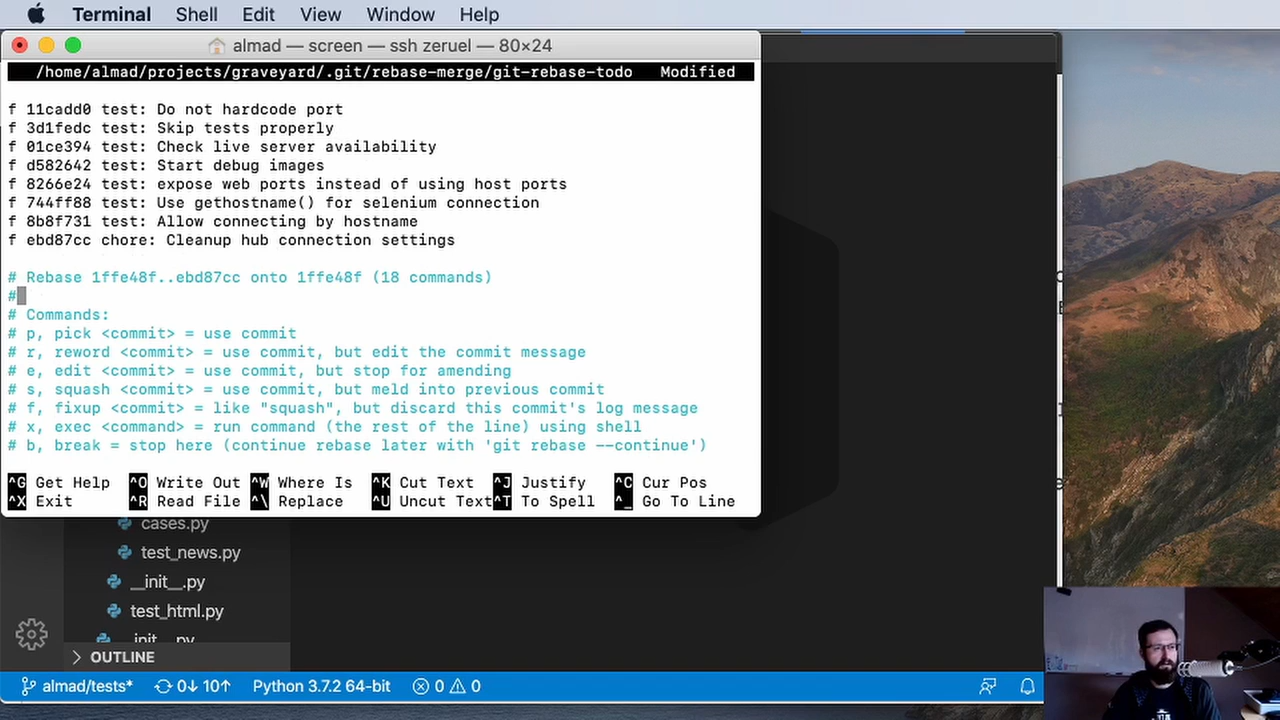 Terminal Shell Edit View Window Help
almad — screen — ssh zeruel — 80×24
/home/almad/projects/graveyard/.git/rebase-merge/git-rebase-todo Modified
f 11cadd0 test: Do not hardcode port
f 3d1fedc test: Skip tests properly
f 01ce394 test: Check live server availability
f d582642 test: Start debug images
f 8266e24 test: expose web ports instead of using host ports
f 744ff88 test: Use gethostname() for selenium connection
f 8b8f731 test: Allow connecting by hostname
f ebd87cc chore: Cleanup hub connection settings
# Rebase 1ffe48f..ebd87cc onto 1ffe48f (18 commands)
#
# Commands:
# p, pick <commit> = use commit
# r, reword <commit> = use commit, but edit the commit message
# e, edit <commit> = use commit, but stop for amending
# s, squash <commit> = use commit, but meld into previous commit
# f, fixup <commit> = like "squash", but discard this commit's log message
# x, exec <command> = run command (the rest of the line) using shell
# b, break = stop here (continue rebase later with 'git rebase --continue')
^G Get Help ^O Write Out ^W Where Is ^K Cut Text ^J Justify ^C Cur Pos
^X Exit ^R Read File ^\ Replace ^U Uncut Text ^T To Spell ^_ Go To Line
cases.py
test_news.py
__init__.py
test_html.py
__init__.py
OUTLINE
almad/tests* 0↓ 10↑ Python 3.7.2 64-bit 0 0